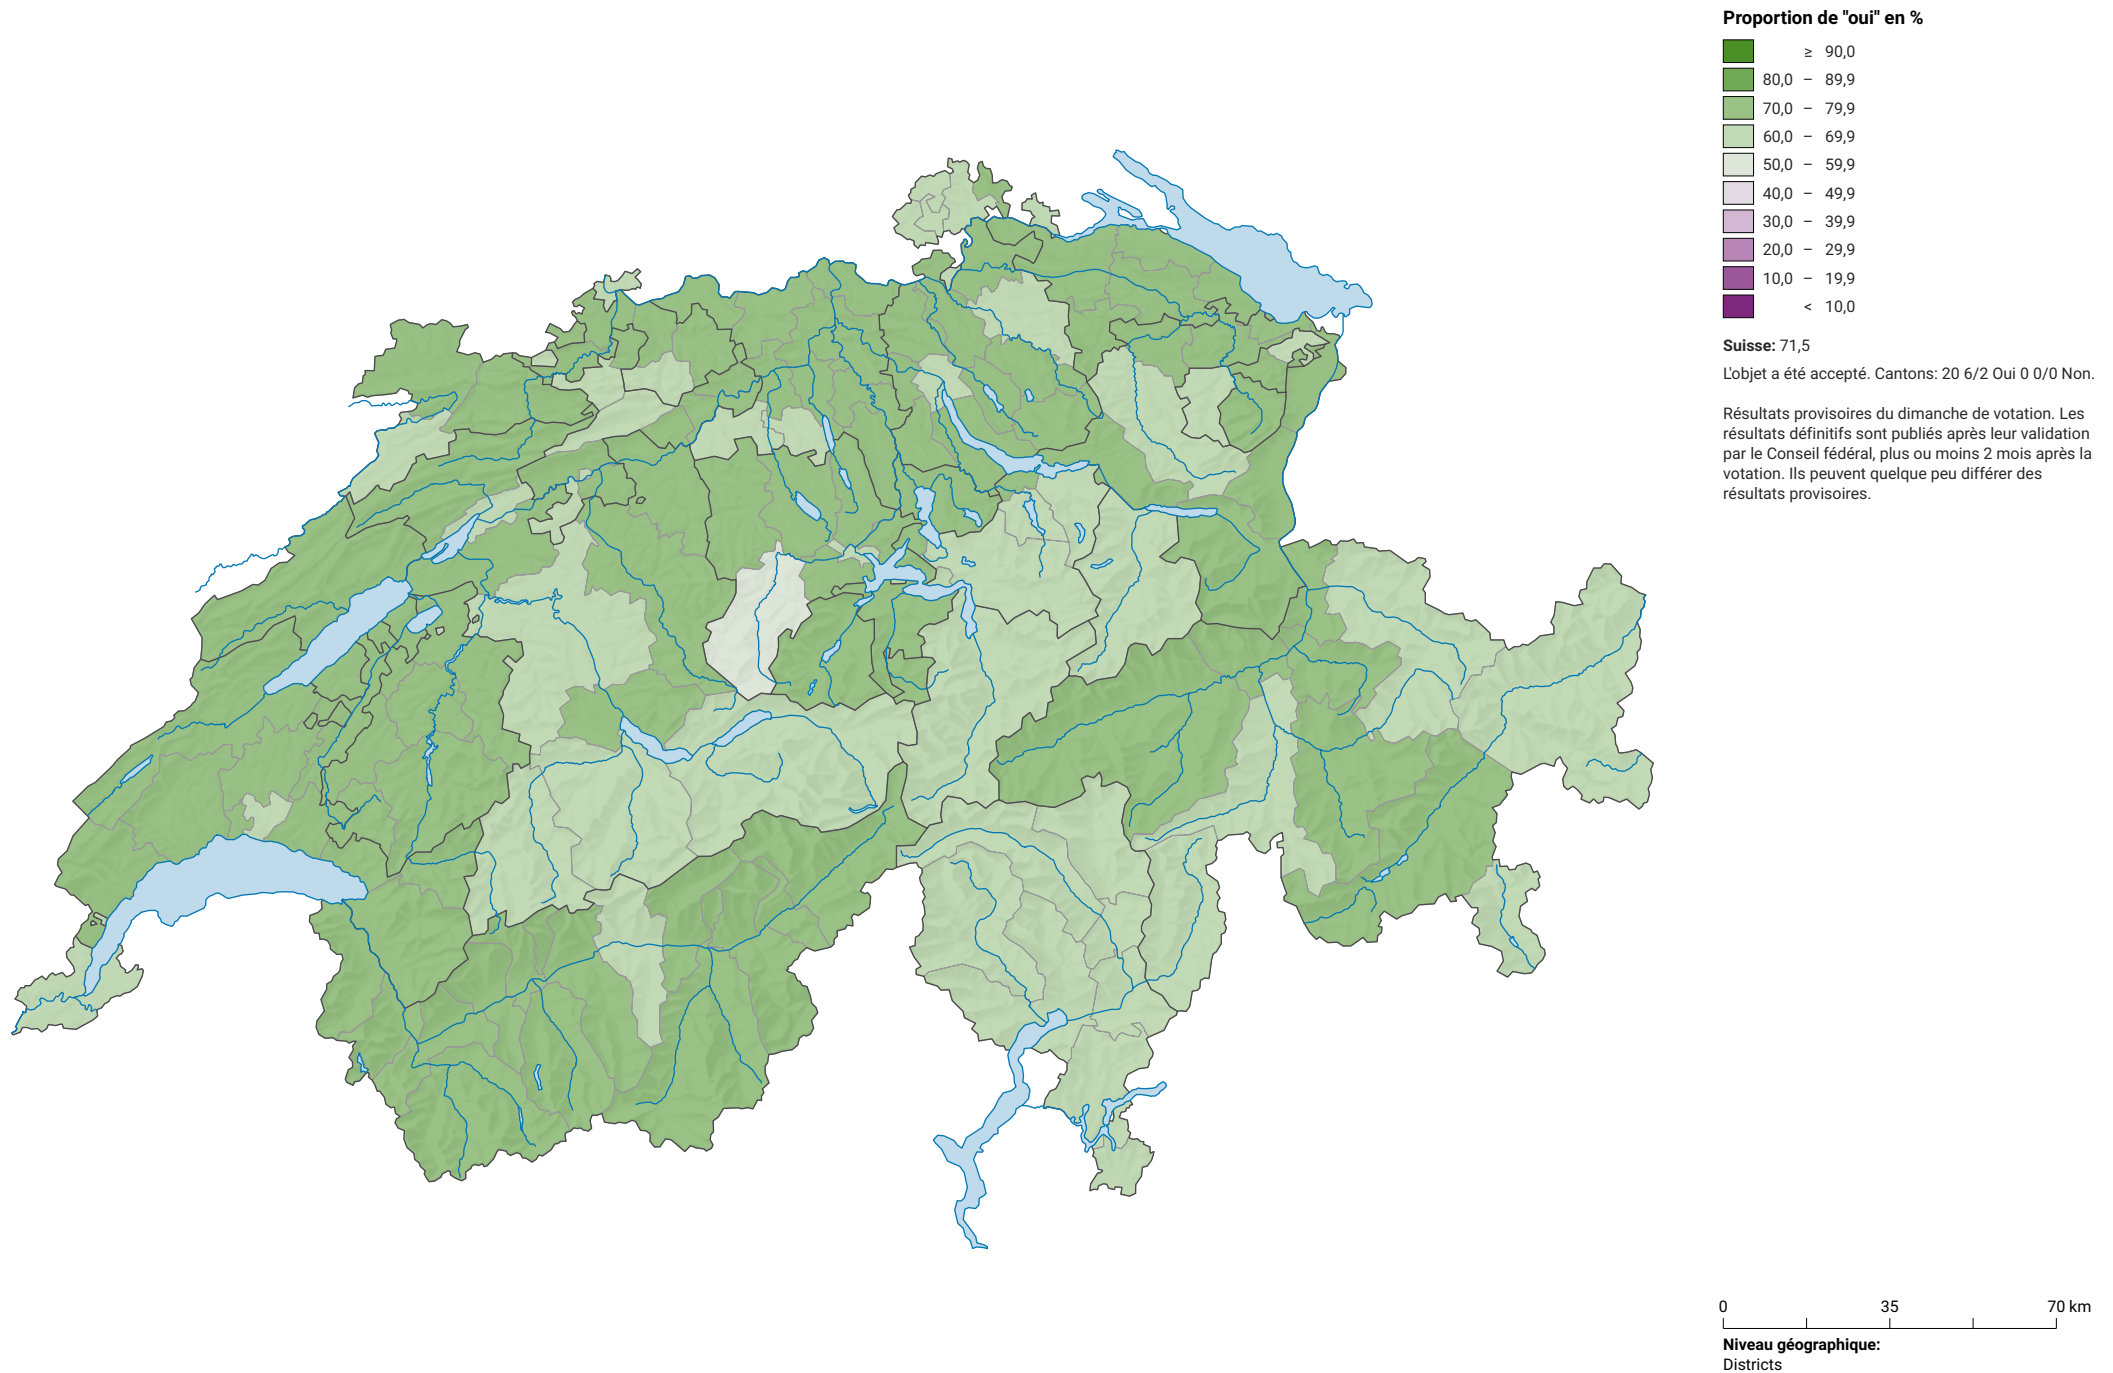 Proportion de "oui" en %
≥ 90,0
80,0 – 89,9
70,0 – 79,9
60,0 – 69,9
50,0 – 59,9
40,0 – 49,9
30,0 – 39,9
20,0 – 29,9
10,0 – 19,9
< 10,0
Suisse: 71,5
L'objet a été accepté. Cantons: 20 6/2 Oui 0 0/0 Non.
Résultats provisoires du dimanche de votation. Les
résultats définitifs sont publiés après leur validation
par le Conseil fédéral, plus ou moins 2 mois après la
votation. Ils peuvent quelque peu différer des
résultats provisoires.
0 35 70 km
Niveau géographique:
Districts